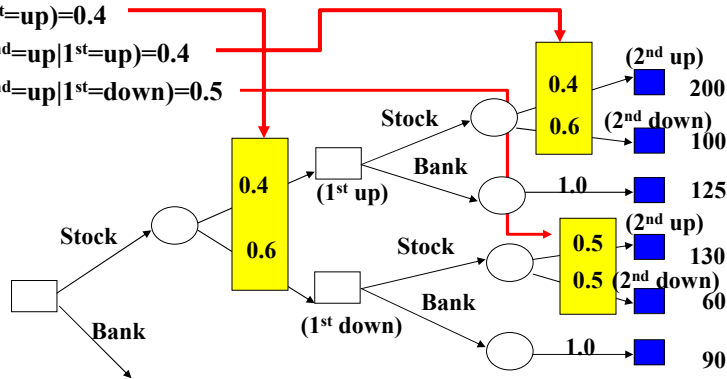 st=up)=0.4
nd=up|1st=up)=0.4
nd=up|1st=down)=0.5
(2nd up)
0.4
200
Stock
0.6
(2nd down)
100
Bank
0.4
(1st up)
1.0
125
Stock
0.6
Stock
0.5
(2nd up)
130
0.5
(2nd down)
60
Bank
(1st down)
Bank
1.0
90